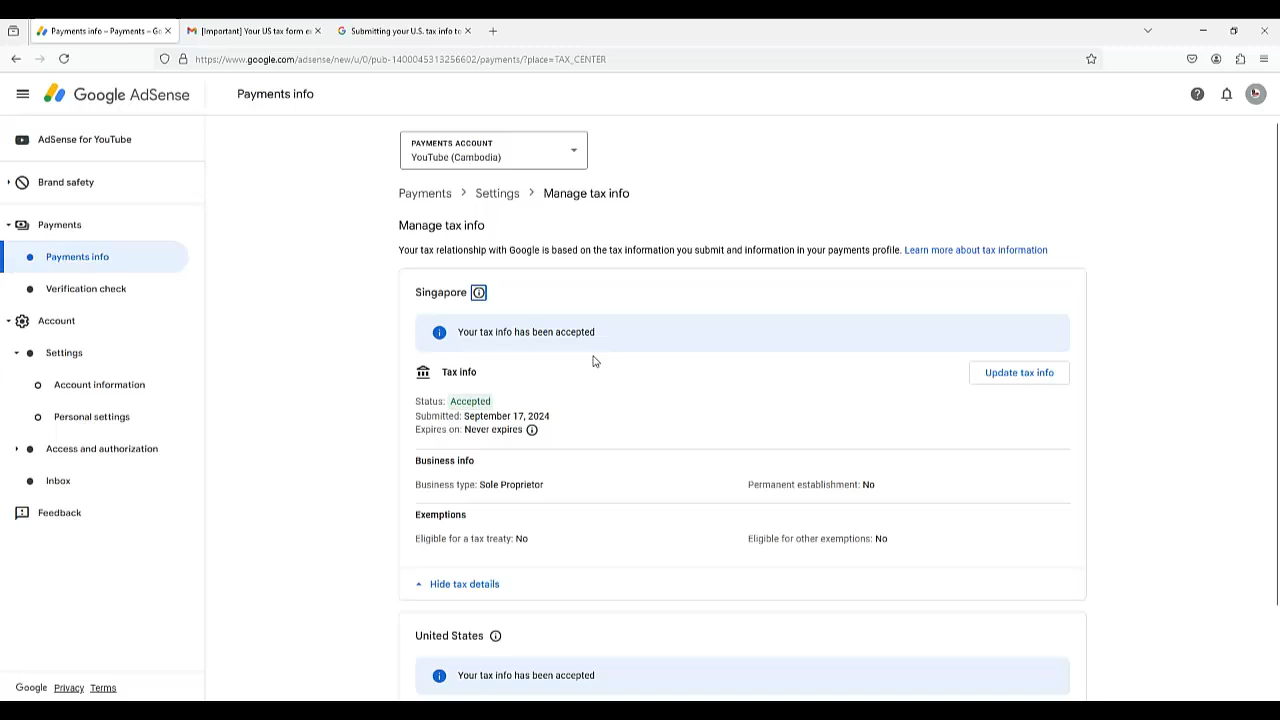 Payments info – Payments – Go
[Important] Your US tax form e
Submitting your U.S. tax info to
https://www.google.com/adsense/new/u/0/pub-1400045313256602/payments/?place=TAX_CENTER
Google AdSense
Payments info
AdSense for YouTube
Brand safety
Payments
Payments info
Verification check
Account
Settings
Account information
Personal settings
Access and authorization
Inbox
Feedback
Google Privacy Terms
PAYMENTS ACCOUNT
YouTube (Cambodia)
Payments > Settings > Manage tax info
Manage tax info
Your tax relationship with Google is based on the tax information you submit and information in your payments profile. Learn more about tax information
Singapore
Your tax info has been accepted
Tax info
Update tax info
Status: Accepted
Submitted: September 17, 2024
Expires on: Never expires
Business info
Business type: Sole Proprietor
Permanent establishment: No
Exemptions
Eligible for a tax treaty: No
Eligible for other exemptions: No
Hide tax details
United States
Your tax info has been accepted